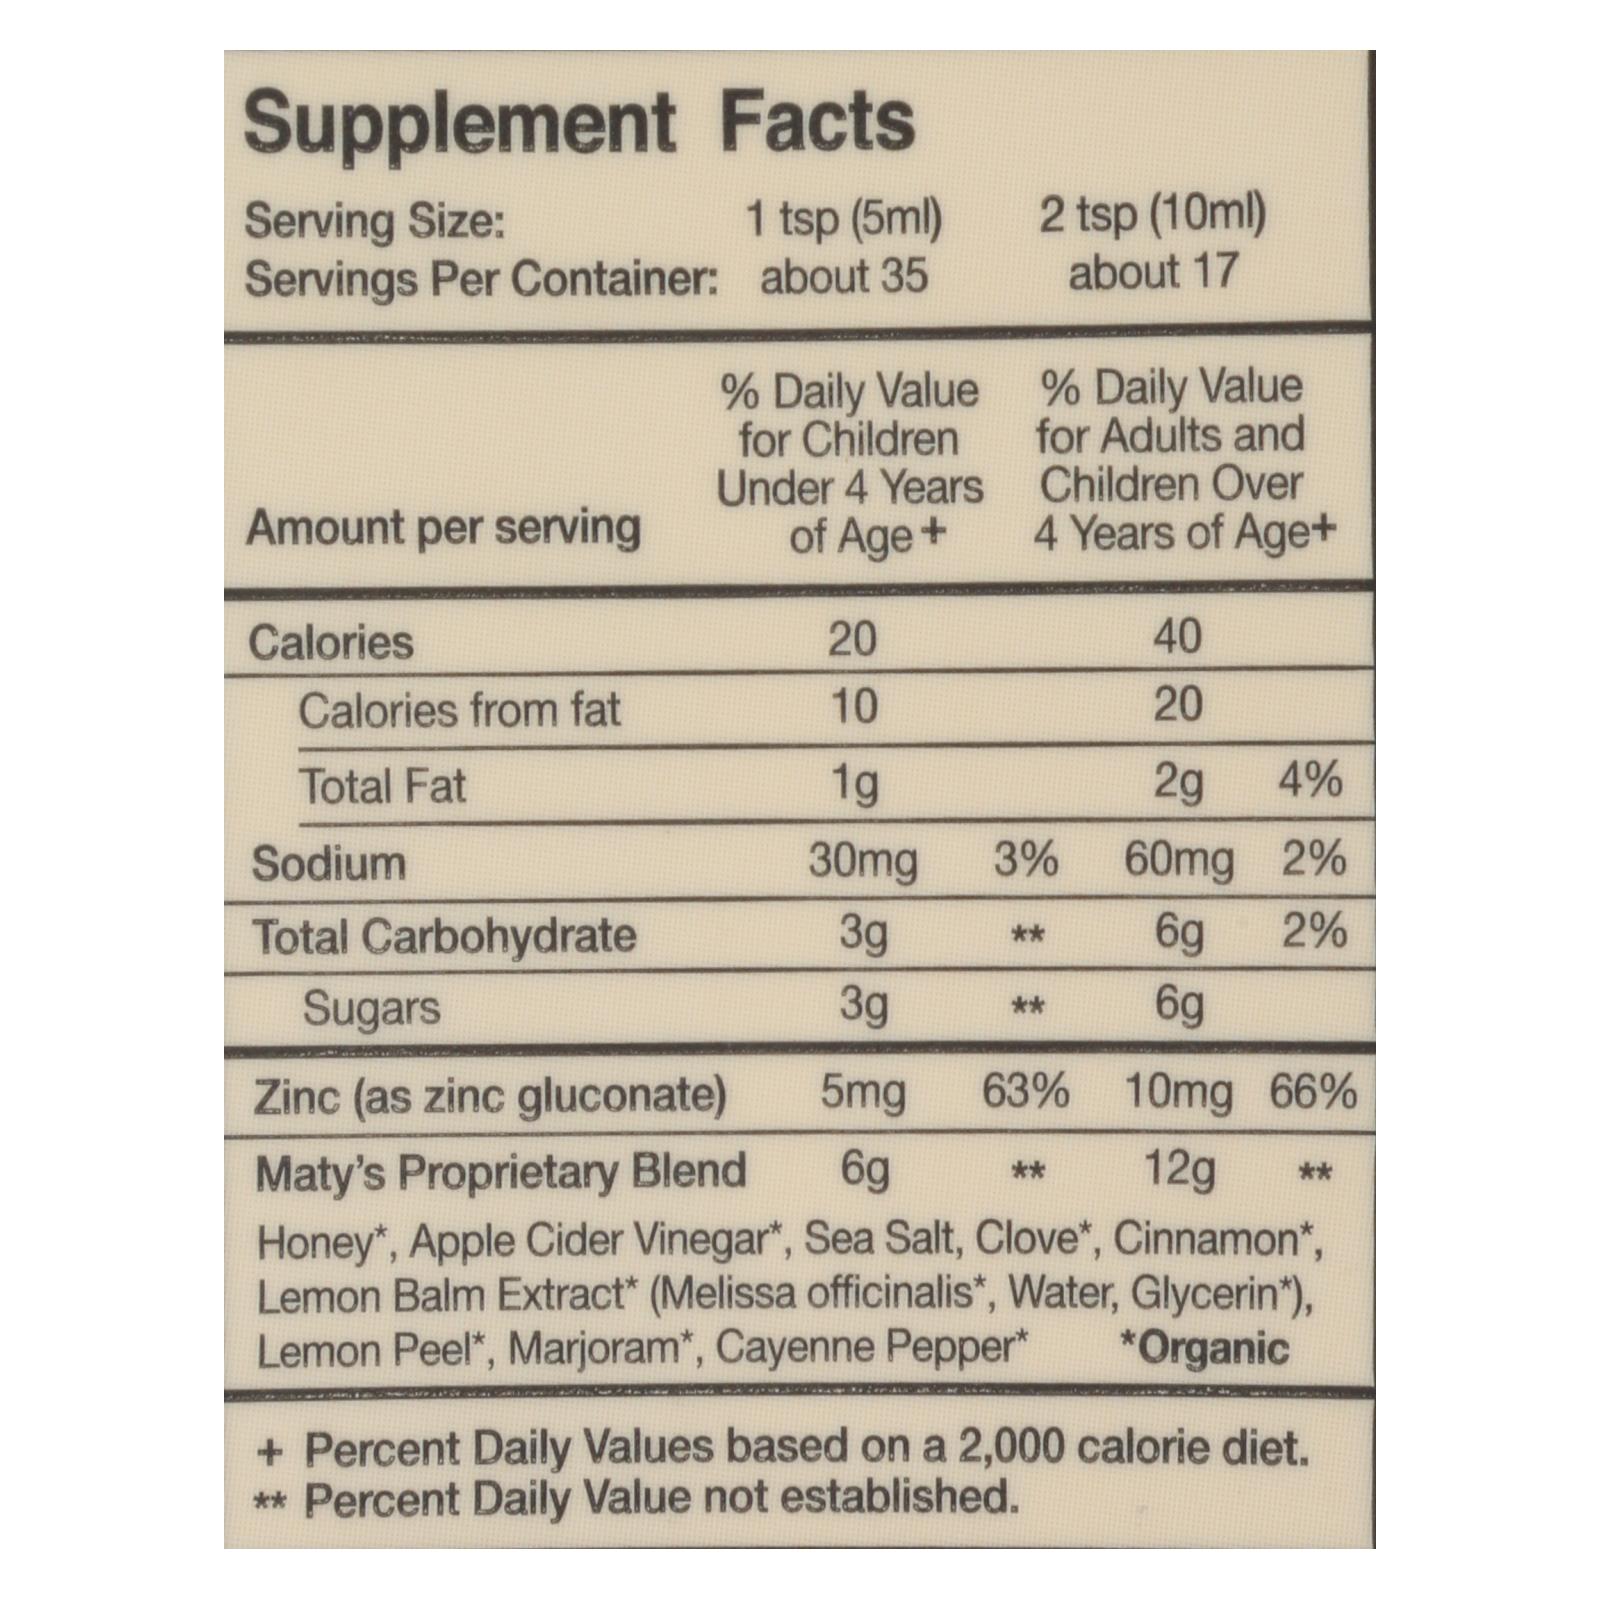 Supplement Facts
Serving Size: 1 tsp (5ml) 2 tsp (10ml)
Servings Per Container: about 35 about 17
% Daily Value % Daily Value
for Children for Adults and
Under 4 Years Children Over
Amount per serving of Age+ 4 Years of Age+
Calories 20 40
Calories from fat 10 20
Total Fat 1g 2g 4%
Sodium 30mg 3% 60mg 2%
Total Carbohydrate 3g ** 6g 2%
Sugars 3g ** 6g
Zinc (as zinc gluconate) 5mg 63% 10mg 66%
Maty's Proprietary Blend 6g ** 12g **
Honey*, Apple Cider Vinegar*, Sea Salt, Clove*, Cinnamon*,
Lemon Balm Extract* (Melissa officinalis*, Water, Glycerin*),
Lemon Peel*, Marjoram*, Cayenne Pepper* *Organic
+ Percent Daily Values based on a 2,000 calorie diet.
** Percent Daily Value not established.